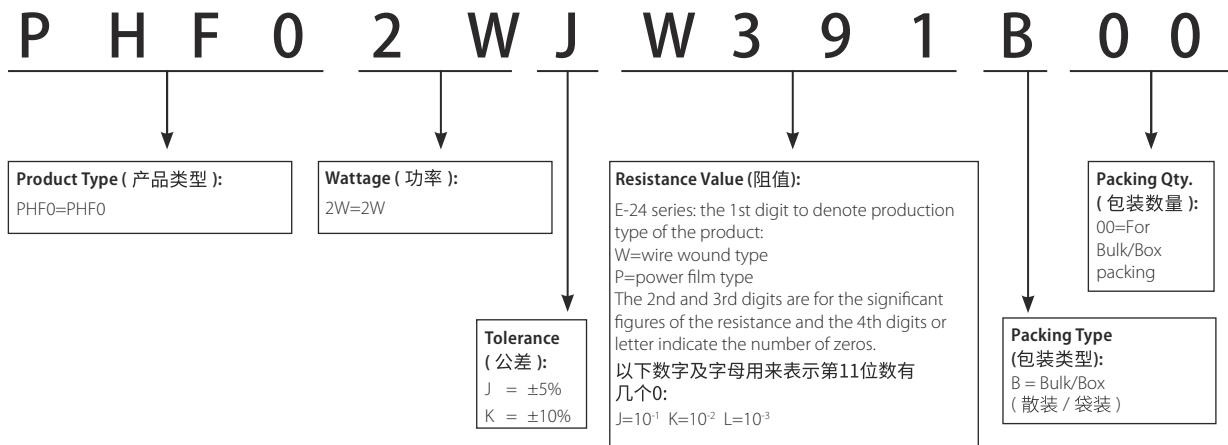 P H F 0 2 W J W 3 9 1 B 0 0
Product Type ( 产品类型 ):
PHF0=PHF0
Wattage ( 功率 ):
2W=2W
Tolerance
( 公差 ):
J = ±5%
K = ±10%
Resistance Value (阻值):
E-24 series: the 1st digit to denote production
type of the product:
W=wire wound type
P=power film type
The 2nd and 3rd digits are for the significant
figures of the resistance and the 4th digits or
letter indicate the number of zeros.
以下数字及字母用来表示第11位数有
几个0:
J=10⁻¹ K=10⁻² L=10⁻³
Packing Type
(包装类型):
B = Bulk/Box
( 散装 / 袋装 )
Packing Qty.
( 包装数量 ):
00=For
Bulk/Box
packing